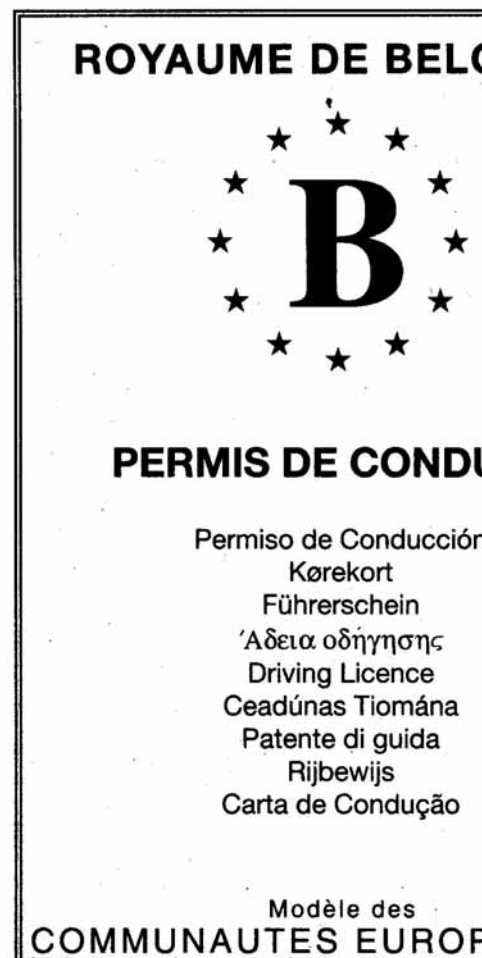 ROYAUME DE BELG
B
PERMIS DE CONDU
Permiso de Conducción
Kørekort
Führerschein
Άδεια οδήγησης
Driving Licence
Ceadúnas Tiomána
Patente di guida
Rijbewijs
Carta de Condução
Modèle des
COMMUNAUTES EUROP